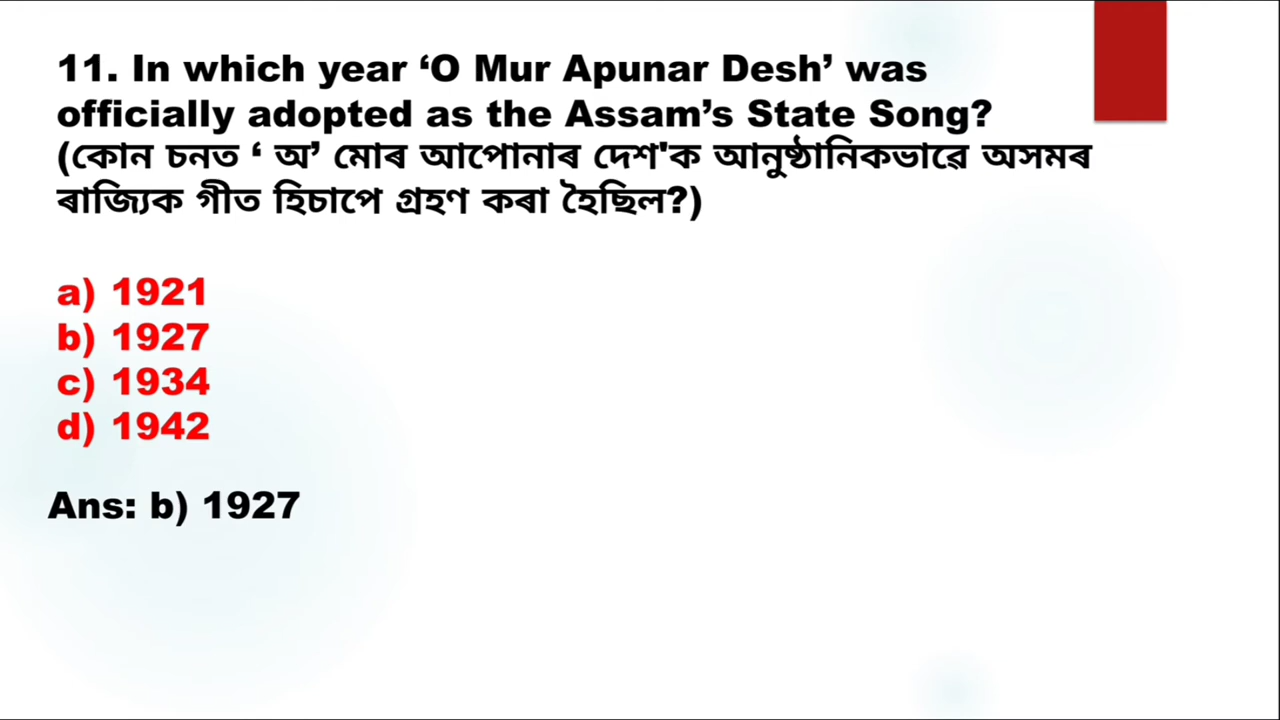 11. In which year ‘O Mur Apunar Desh’ was
officially adopted as the Assam’s State Song?
(কোন চনত ‘ অ’ মোৰ আপোনাৰ দেশ'ক আনুষ্ঠানিকভাৱে অসমৰ
ৰাজ্যিক গীত হিচাপে গ্ৰহণ কৰা হৈছিল?)
a) 1921
b) 1927
c) 1934
d) 1942
Ans: b) 1927